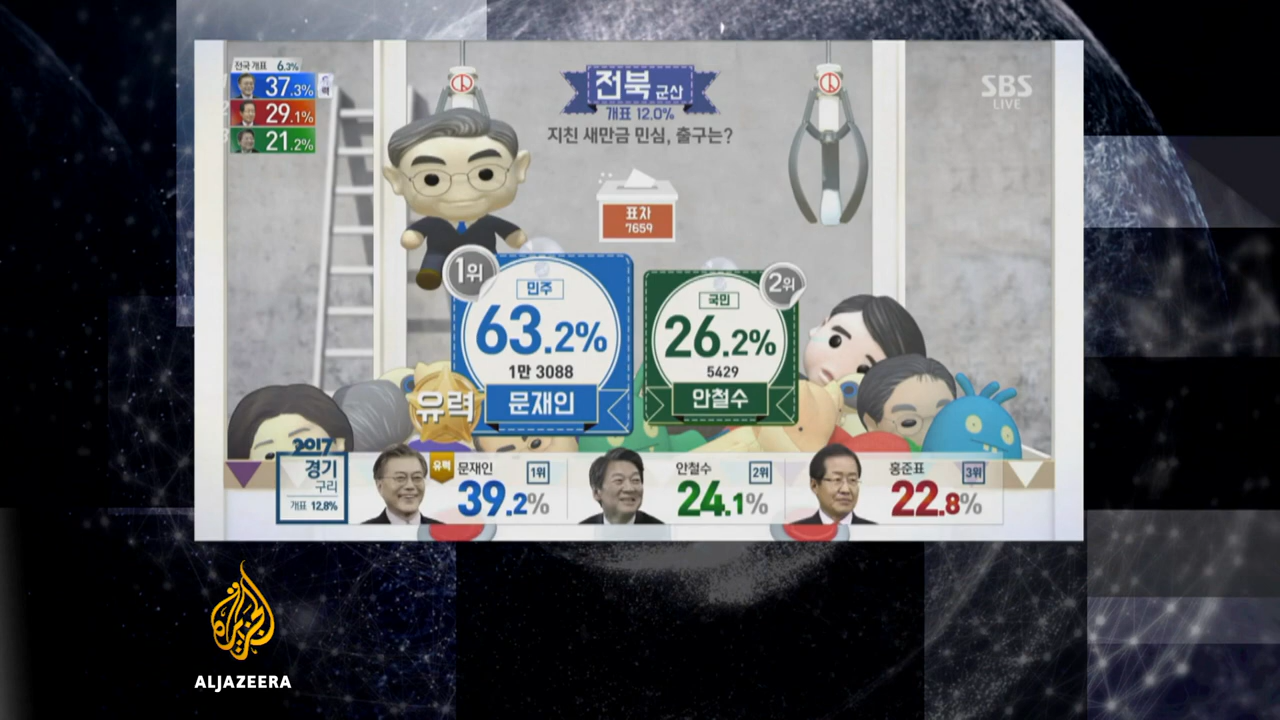 전국 개표 6.3%
37.3%
유력
29.1%
21.2%
전북 군산
개표 12.0%
지친 새만금 민심, 출구는?
SBS
LIVE
표차
7659
1위
민주
63.2%
1만 3088
유력
문재인
2위
국민
26.2%
5429
안철수
2017
경기
구리
개표 12.8%
유력
문재인
1위
39.2%
안철수
2위
24.1%
홍준표
3위
22.8%
الجزيرة
ALJAZEERA